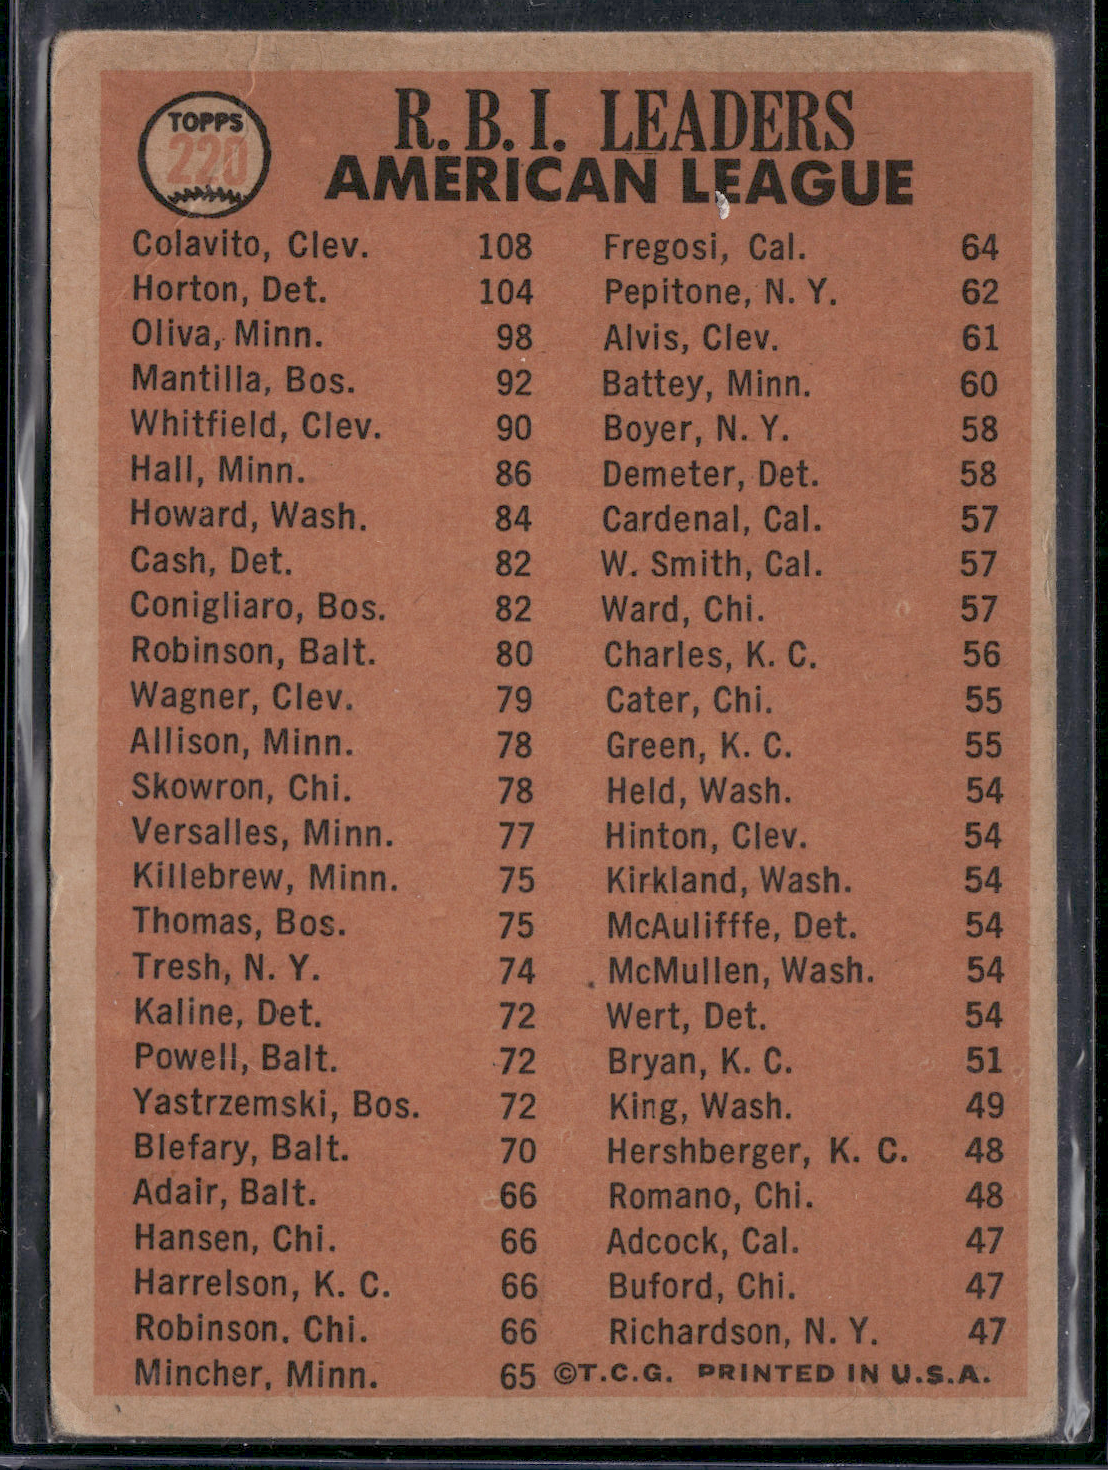 TOPPS
220
R.B.I. LEADERS
AMERICAN LEAGUE
Colavito, Clev. 108
Horton, Det. 104
Oliva, Minn. 98
Mantilla, Bos. 92
Whitfield, Clev. 90
Hall, Minn. 86
Howard, Wash. 84
Cash, Det. 82
Conigliaro, Bos. 82
Robinson, Balt. 80
Wagner, Clev. 79
Allison, Minn. 78
Skowron, Chi. 78
Versalles, Minn. 77
Killebrew, Minn. 75
Thomas, Bos. 75
Tresh, N. Y. 74
Kaline, Det. 72
Powell, Balt. 72
Yastrzemski, Bos. 72
Blefary, Balt. 70
Adair, Balt. 66
Hansen, Chi. 66
Harrelson, K. C. 66
Robinson. Chi. 66
Mincher, Minn. 65
Fregosi, Cal. 64
Pepitone, N. Y. 62
Alvis, Clev. 61
Battey, Minn. 60
Boyer, N. Y. 58
Demeter, Det. 58
Cardenal, Cal. 57
W. Smith, Cal. 57
Ward, Chi. 57
Charles, K. C. 56
Cater, Chi. 55
Green, K. C. 55
Held, Wash. 54
Hinton, Clev. 54
Kirkland, Wash. 54
McAulifffe, Det. 54
McMullen, Wash. 54
Wert, Det. 54
Bryan, K. C. 51
King, Wash. 49
Hershberger, K. C. 48
Romano, Chi. 48
Adcock, Cal. 47
Buford, Chi. 47
Richardson, N. Y. 47
©T.C.G. PRINTED IN U.S.A.